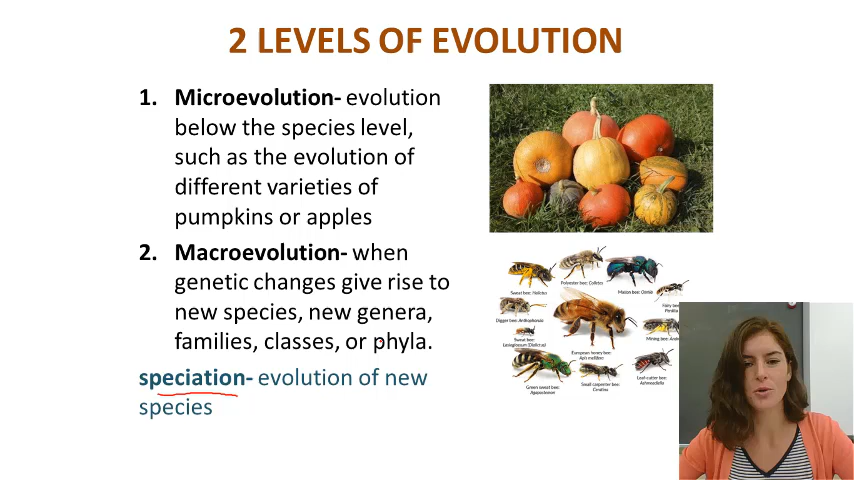 2 LEVELS OF EVOLUTION
1. Microevolution- evolution
below the species level,
such as the evolution of
different varieties of
pumpkins or apples
2. Macroevolution- when
genetic changes give rise to
new species, new genera,
families, classes, or phyla.
speciation- evolution of new
species
Polyester bee: Colletes
Sweat bee: Halictus
Mason bee: Osmia
Digger bee: Anthophora
Sweat bee:
Lasioglossum (Dialictus)
European honey bee:
Apis mellifera
Mining bee:
Green sweat bee:
Agapostemon
Small carpenter bee:
Ceratina
Leaf-cutter bee: